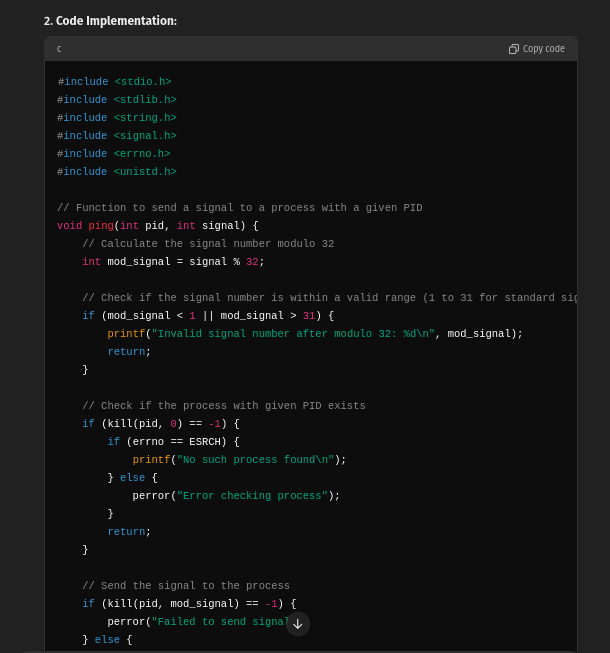 2. Code Implementation:
c
Copy code
#include <stdio.h>
#include <stdlib.h>
#include <string.h>
#include <signal.h>
#include <errno.h>
#include <unistd.h>
// Function to send a signal to a process with a given PID
void ping(int pid, int signal) {
    // Calculate the signal number modulo 32
    int mod_signal = signal % 32;
    // Check if the signal number is within a valid range (1 to 31 for standard sig
    if (mod_signal < 1 || mod_signal > 31) {
        printf("Invalid signal number after modulo 32: %d\n", mod_signal);
        return;
    }
    // Check if the process with given PID exists
    if (kill(pid, 0) == -1) {
        if (errno == ESRCH) {
            printf("No such process found\n");
        } else {
            perror("Error checking process");
        }
        return;
    }
    // Send the signal to the process
    if (kill(pid, mod_signal) == -1) {
        perror("Failed to send signal
    } else {